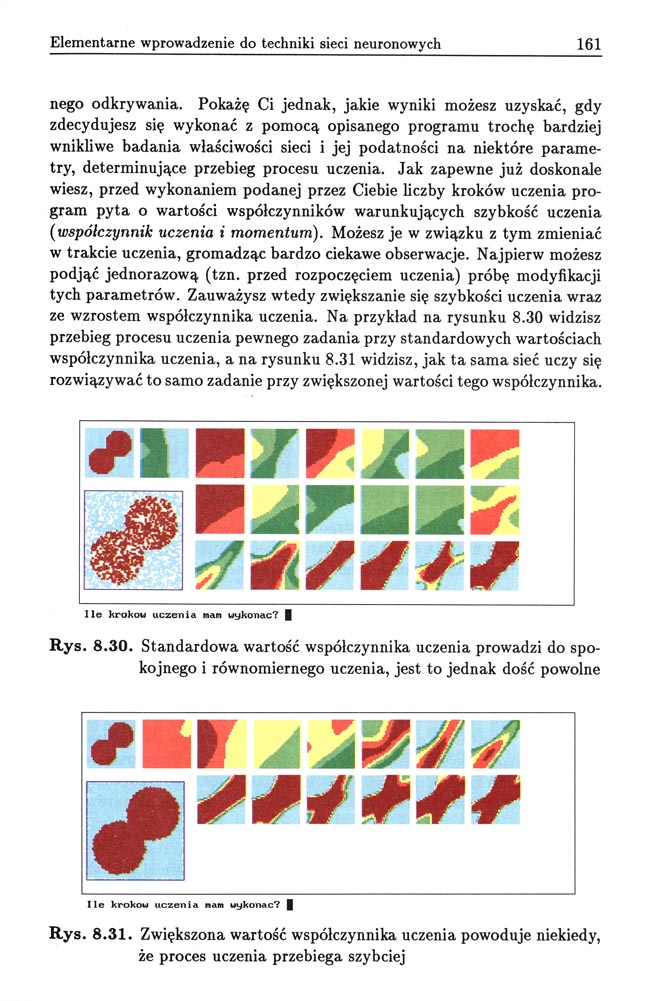 Elementarne wprowadzenie do techniki sieci neuronowych 161
nego odkrywania. Pokażę Ci jednak, jakie wyniki możesz uzyskać, gdy
zdecydujesz się wykonać z pomocą opisanego programu trochę bardziej
wnikliwe badania właściwości sieci i jej podatności na niektóre parame-
try, determinujące przebieg procesu uczenia. Jak zapewne już doskonale
wiesz, przed wykonaniem podanej przez Ciebie liczby kroków uczenia pro-
gram pyta o wartości współczynników warunkujących szybkość uczenia
(współczynnik uczenia i momentum). Możesz je w związku z tym zmieniać
w trakcie uczenia, gromadząc bardzo ciekawe obserwacje. Najpierw możesz
podjąć jednorazową (tzn. przed rozpoczęciem uczenia) próbę modyfikacji
tych parametrów. Zauważysz wtedy zwiększanie się szybkości uczenia wraz
ze wzrostem współczynnika uczenia. Na przykład na rysunku 8.30 widzisz
przebieg procesu uczenia pewnego zadania przy standardowych wartościach
współczynnika uczenia, a na rysunku 8.31 widzisz, jak ta sama sieć uczy się
rozwiązywać to samo zadanie przy zwiększonej wartości tego współczynnika.
Ile krokow uczenia mam wykonac?
Rys. 8.30. Standardowa wartość współczynnika uczenia prowadzi do spo-
kojnego i równomiernego uczenia, jest to jednak dość powolne
Ile krokow uczenia mam wykonac?
Rys. 8.31. Zwiększona wartość współczynnika uczenia powoduje niekiedy,
że proces uczenia przebiega szybciej